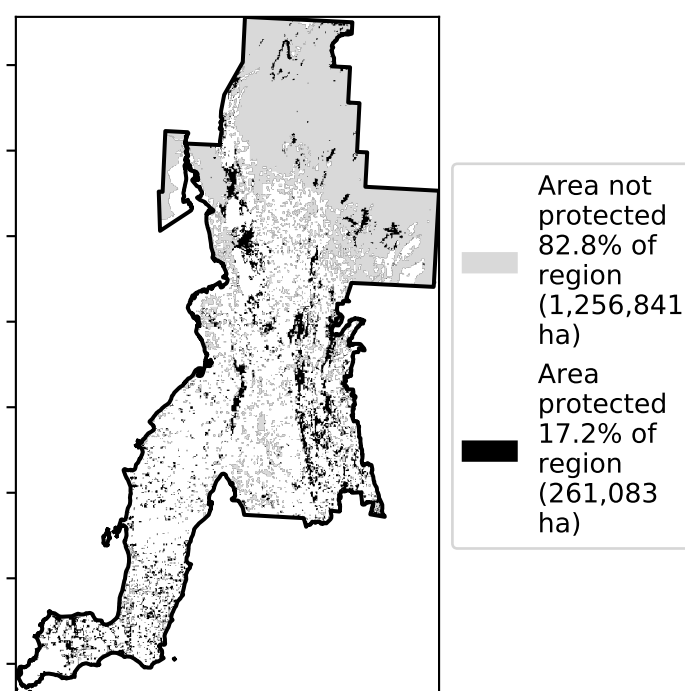 Area not
protected
82.8% of
region
(1,256,841
ha)
Area
protected
17.2% of
region
(261,083
ha)